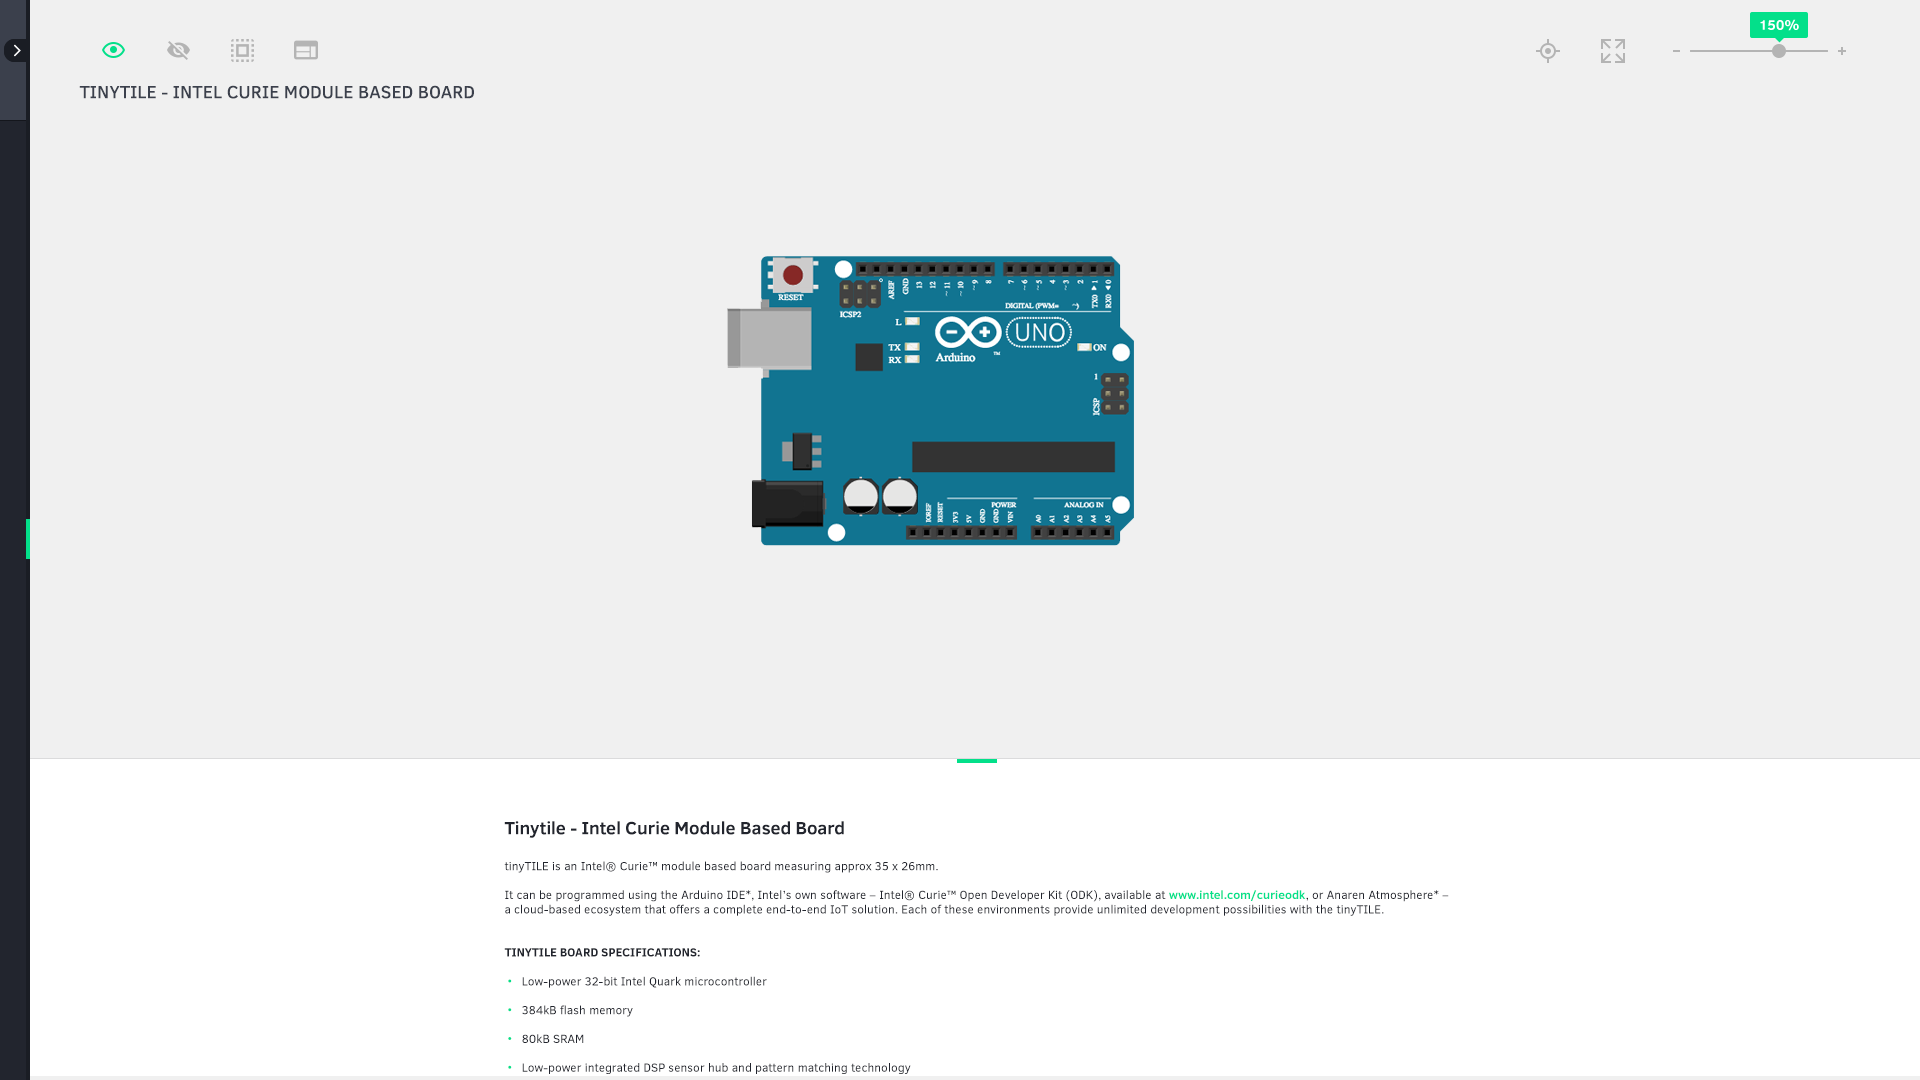 150%
TINYTILE - INTEL CURIE MODULE BASED BOARD
RESET
ICSP2
AREF
GND
13
12
~11
~10
~9
8
7
~6
~5
4
~3
2
TX0 ▶ 1
RX0 ◀ 0
DIGITAL (PWM= ~)
L
TX
RX
UNO
Arduino
™
ON
1
ICSP
POWER
ANALOG IN
IOREF
RESET
3V3
5V
GND
GND
VIN
A0
A1
A2
A3
A4
A5
Tinytile - Intel Curie Module Based Board
tinyTILE is an Intel® Curie™ module based board measuring approx 35 x 26mm.
It can be programmed using the Arduino IDE*, Intel's own software – Intel® Curie™ Open Developer Kit (ODK), available at www.intel.com/curieodk, or Anaren Atmosphere* –
a cloud-based ecosystem that offers a complete end-to-end IoT solution. Each of these environments provide unlimited development possibilities with the tinyTILE.
TINYTILE BOARD SPECIFICATIONS:
• Low-power 32-bit Intel Quark microcontroller
• 384kB flash memory
• 80kB SRAM
• Low-power integrated DSP sensor hub and pattern matching technology